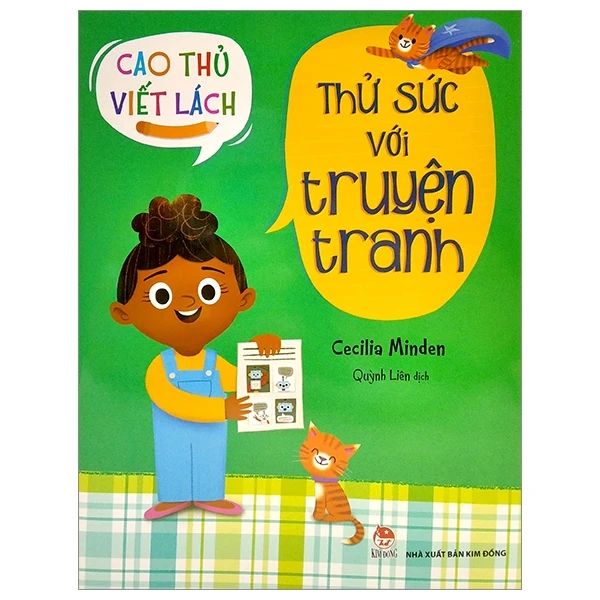 CAO THỦ
VIẾT LÁCH
THỬ SỨC
VỚI
truyện
tranh
Cecilia Minden
Quỳnh Liên dịch
KIM ĐỒNG
NHÀ XUẤT BẢN KIM ĐỒNG